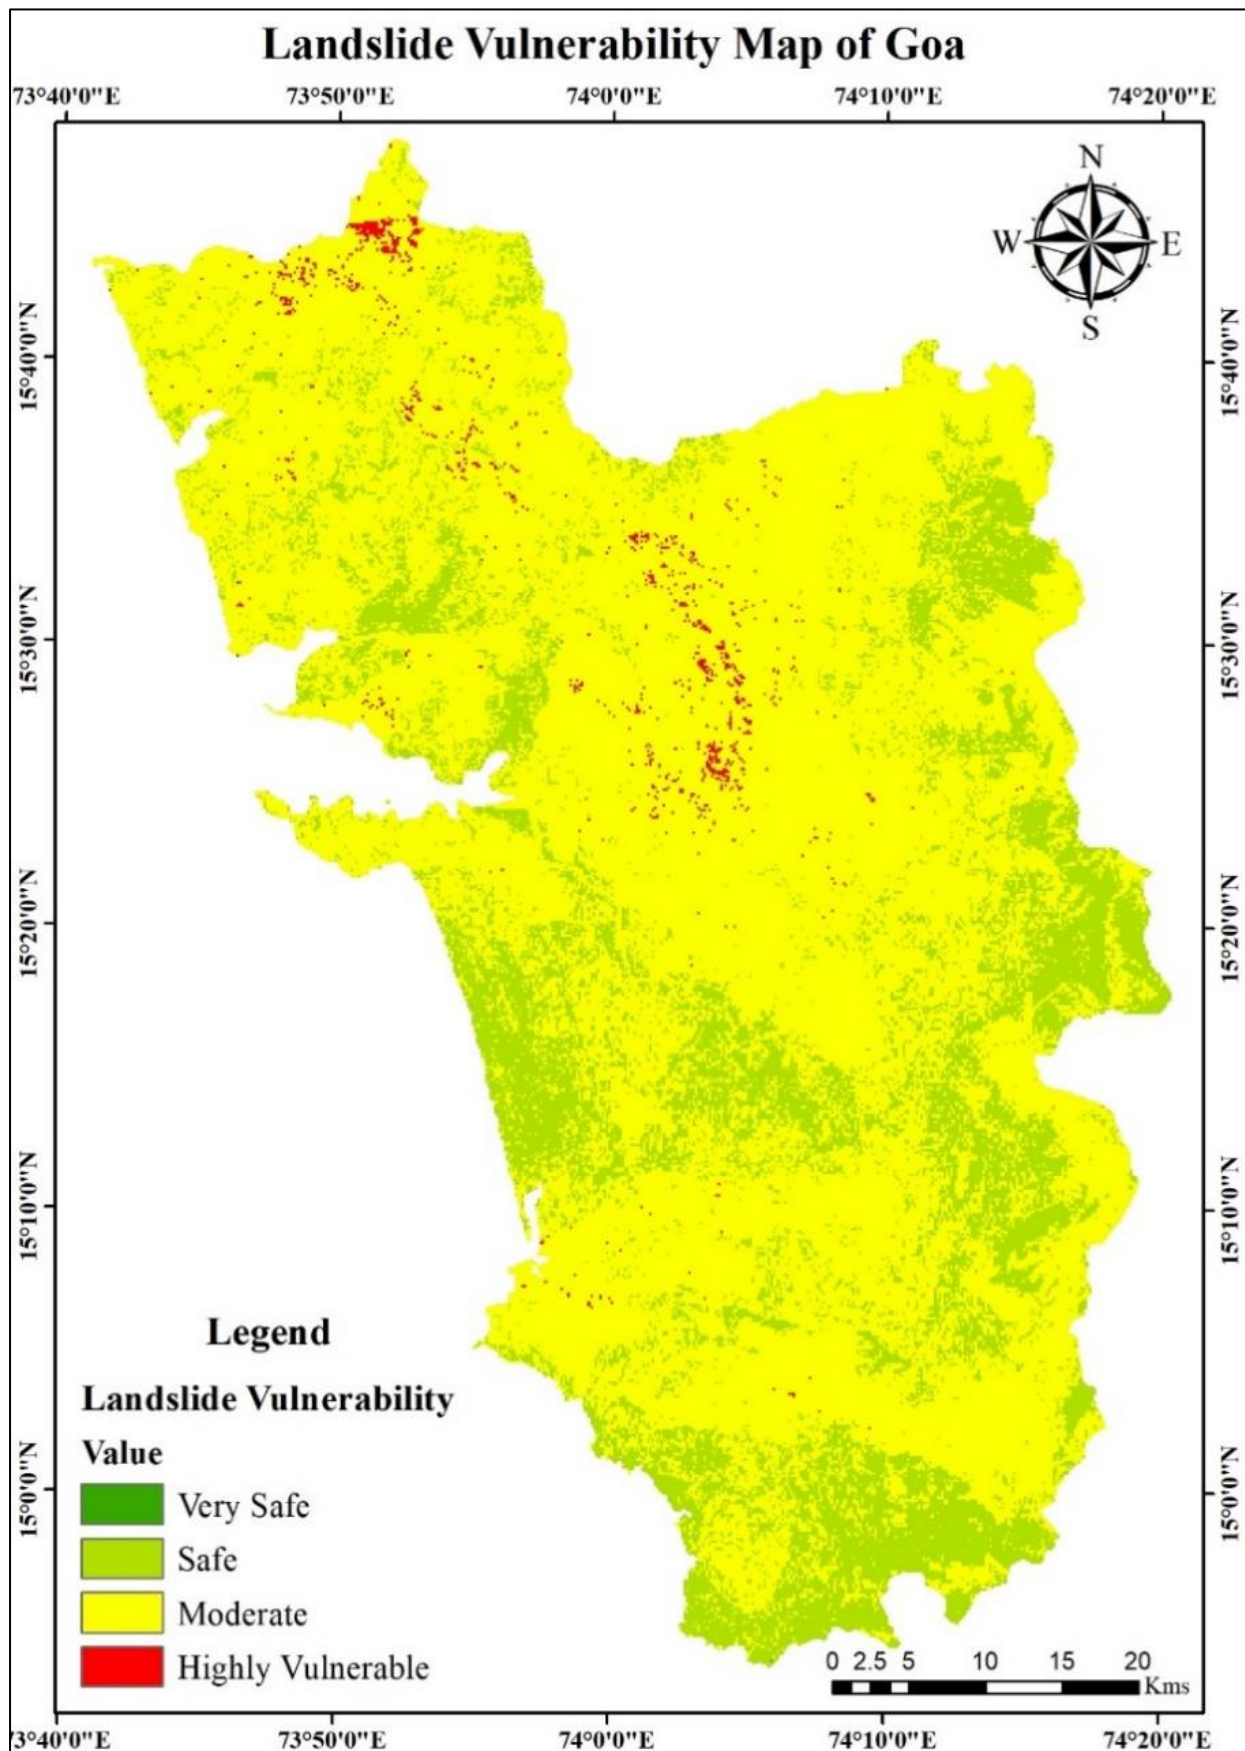 Landslide Vulnerability Map of Goa
73°40'0"E 73°50'0"E 74°0'0"E 74°10'0"E 74°20'0"E
N
W E
S
15°40'0"N 15°40'0"N
15°30'0"N 15°30'0"N
15°20'0"N 15°20'0"N
15°10'0"N 15°10'0"N
15°0'0"N 15°0'0"N
Legend
Landslide Vulnerability
Value
Very Safe
Safe
Moderate
Highly Vulnerable
0 2.5 5 10 15 20
Kms
73°40'0"E 73°50'0"E 74°0'0"E 74°10'0"E 74°20'0"E